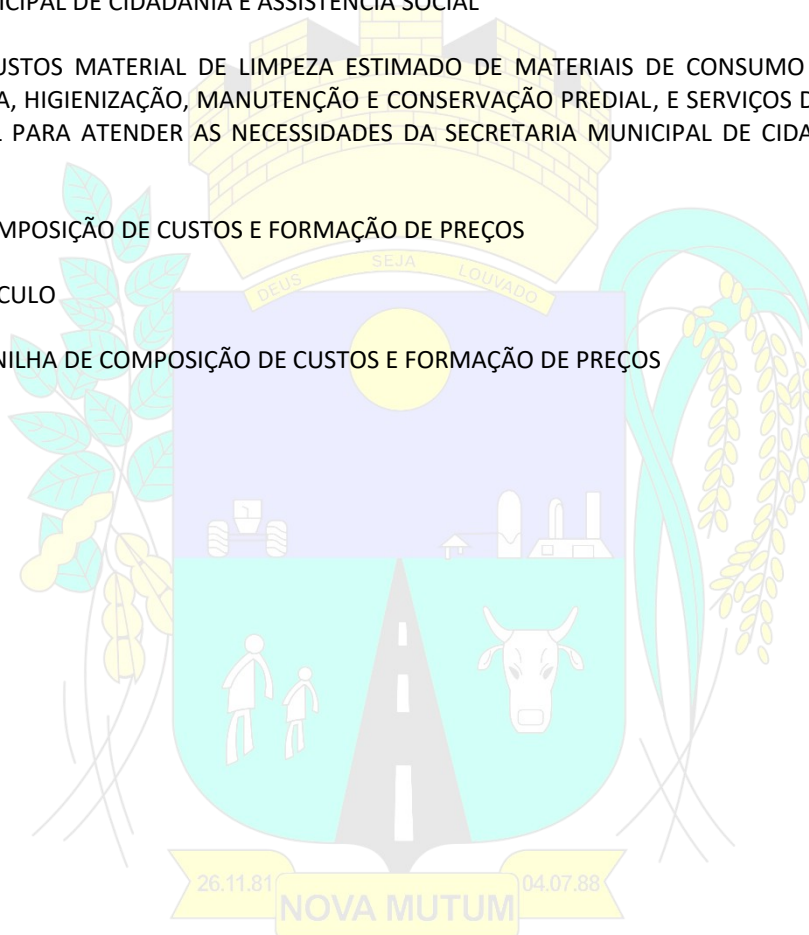 ICIPAL DE CIDADANIA E ASSISTENCIA SOCIAL
USTOS MATERIAL DE LIMPEZA ESTIMADO DE MATERIAIS DE CONSUMO
A, HIGIENIZAÇÃO, MANUTENÇÃO E CONSERVAÇÃO PREDIAL, E SERVIÇOS D
L PARA ATENDER AS NECESSIDADES DA SECRETARIA MUNICIPAL DE CIDA
MPOSIÇÃO DE CUSTOS E FORMAÇÃO DE PREÇOS
DEUS SEJA LOUVADO
CULO
NILHA DE COMPOSIÇÃO DE CUSTOS E FORMAÇÃO DE PREÇOS
26.11.81 NOVA MUTUM 04.07.88